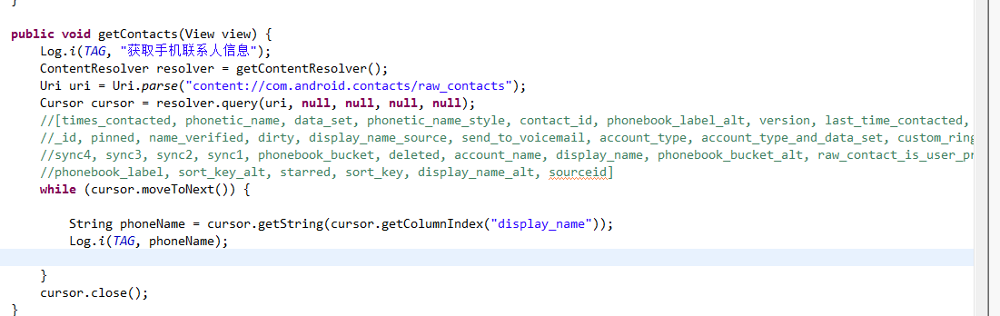 }
public void getContacts(View view) {
Log.i(TAG, "获取手机联系人信息");
ContentResolver resolver = getContentResolver();
Uri uri = Uri.parse("content://com.android.contacts/raw_contacts");
Cursor cursor = resolver.query(uri, null, null, null, null);
//[times_contacted, phonetic_name, data_set, phonetic_name_style, contact_id, phonebook_label_alt, version, last_time_contacted,
//_id, pinned, name_verified, dirty, display_name_source, send_to_voicemail, account_type, account_type_and_data_set, custom_ring
//sync4, sync3, sync2, sync1, phonebook_bucket, deleted, account_name, display_name, phonebook_bucket_alt, raw_contact_is_user_pr
//phonebook_label, sort_key_alt, starred, sort_key, display_name_alt, sourceid]
while (cursor.moveToNext()) {
String phoneName = cursor.getString(cursor.getColumnIndex("display_name"));
Log.i(TAG, phoneName);
}
cursor.close();
}